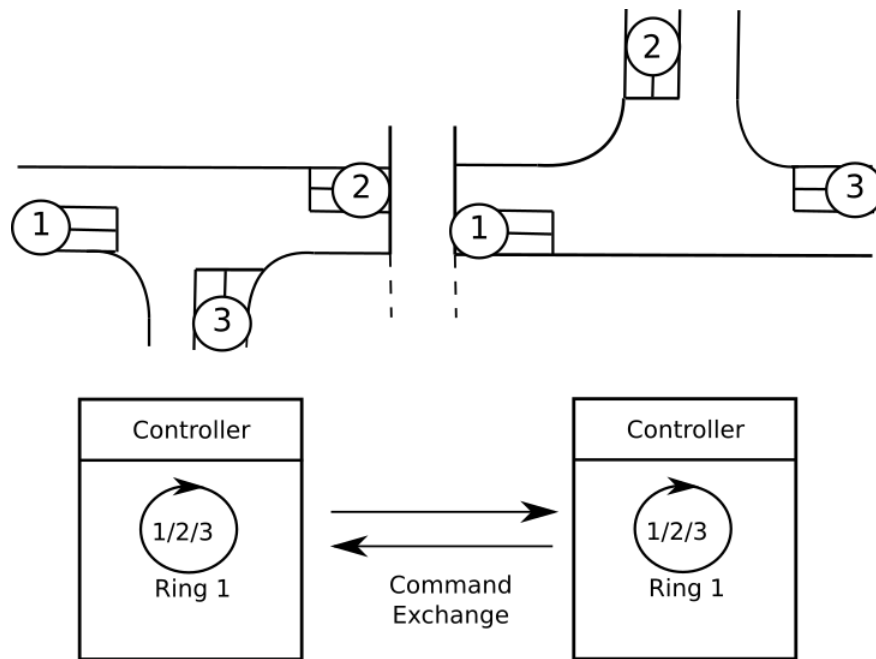 2
2
3
1
1
3
Controller
Controller
1/2/3
1/2/3
Ring 1
Ring 1
Command
Exchange